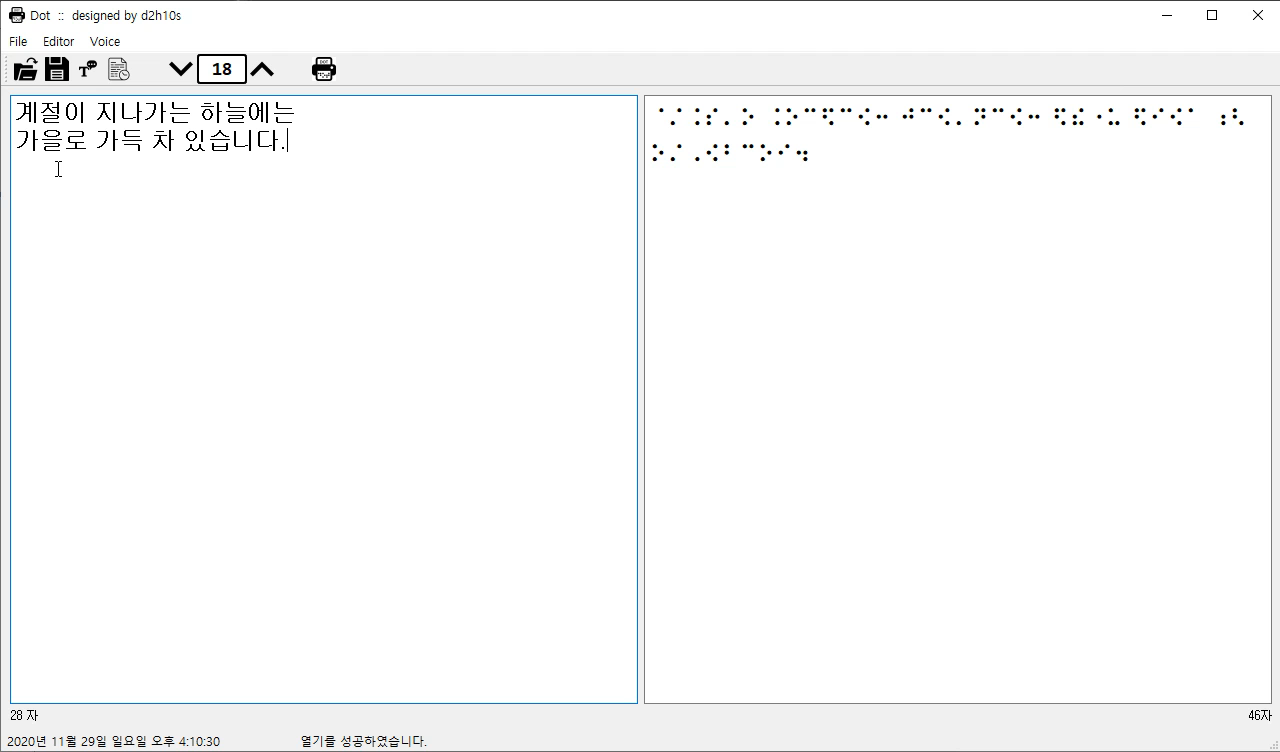 Dot :: designed by d2h10s
File Editor Voice
18
계절이 지나가는 하늘에는
가을로 가득 차 있습니다.
⠈⠌⠨⠎⠂⠕ ⠨⠕⠉⠫⠉⠪⠒ ⠚⠉⠪⠂⠝⠉⠪⠒ ⠫⠮⠐⠥ ⠫⠊⠪⠁ ⠰⠣
⠕⠌⠠⠪⠃⠉⠕⠊⠲
28 자
46자
2020년 11월 29일 일요일 오후 4:10:30 열기를 성공하였습니다.